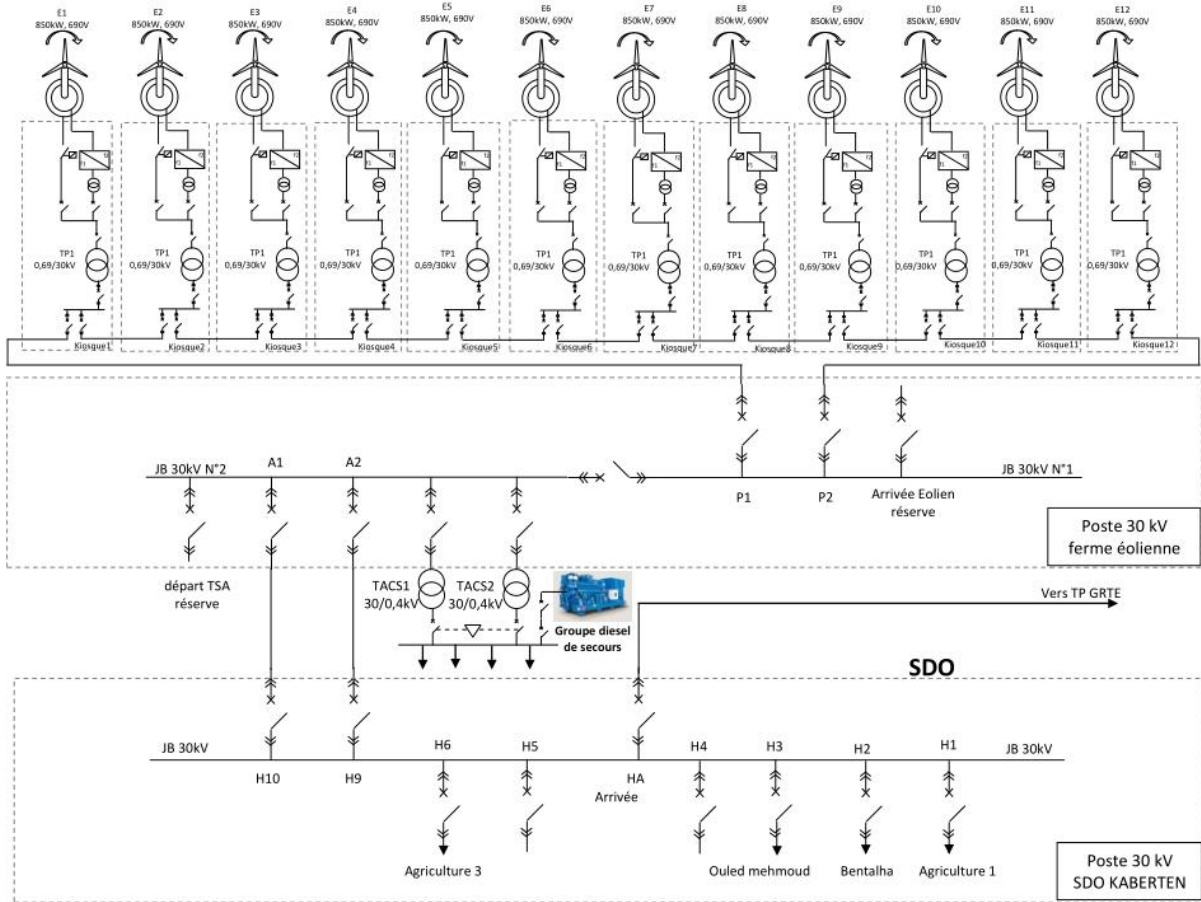 E1
850kW, 690V
E2
850kW, 690V
E3
850kW, 690V
E4
850kW, 690V
E5
850kW, 690V
E6
850kW, 690V
E7
850kW, 690V
E8
850kW, 690V
E9
850kW, 690V
E10
850kW, 690V
E11
850kW, 690V
E12
850kW, 690V
TP1
0,69/30kV
TP1
0,69/30kV
TP1
0,69/30kV
TP1
0,69/30kV
TP1
0,69/30kV
TP1
0,69/30kV
TP1
0,69/30kV
TP1
0,69/30kV
TP1
0,69/30kV
TP1
0,69/30kV
TP1
0,69/30kV
TP1
0,69/30kV
Kiosque1
Kiosque2
Kiosque3
Kiosque4
Kiosque5
Kiosque6
Kiosque7
Kiosque8
Kiosque9
Kiosque10
Kiosque11
Kiosque12
JB 30kV N°2
A1
A2
JB 30kV N°1
P1
P2
Arrivée Eolien
réserve
Poste 30 kV
ferme éolienne
départ TSA
réserve
TACS1
30/0,4kV
TACS2
30/0,4kV
Groupe diesel
de secours
Vers TP GRTE
SDO
JB 30kV
H6
H5
H4
H3
H2
H1
JB 30kV
H10
H9
HA
Arrivée
Agriculture 3
Ouled mehmoud
Bentalha
Agriculture 1
Poste 30 kV
SDO KABERTEN